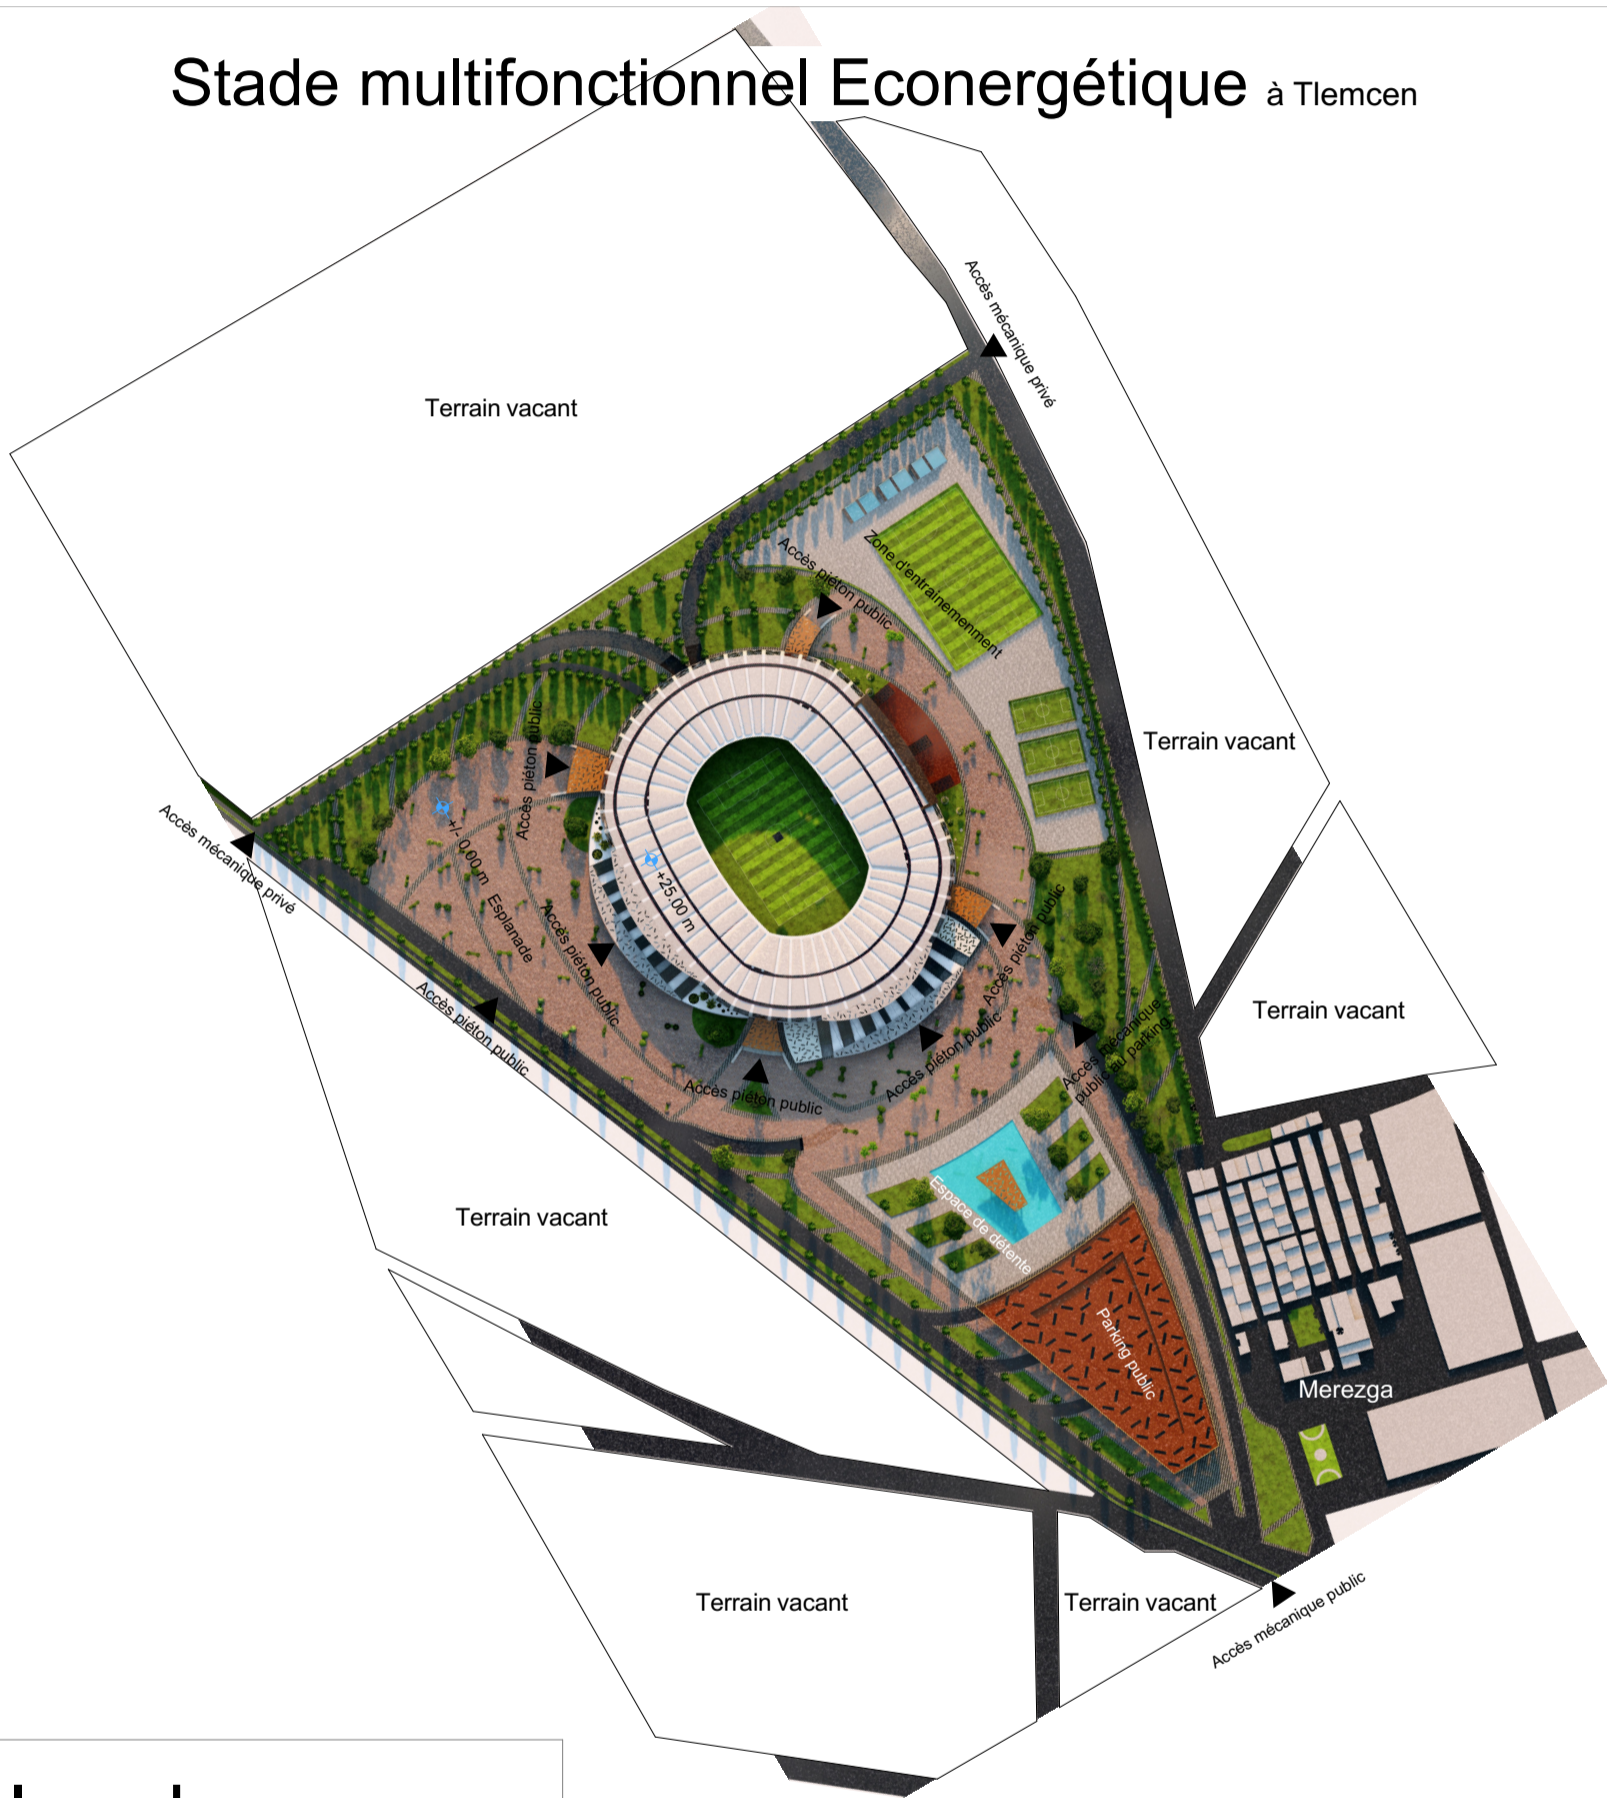 Stade multifonctionnel Econergétique à Tlemcen
Accès mécanique privé
Terrain vacant
Zone d'entrainemenment
Accès piéton public
Accès piéton public
Terrain vacant
Accès mécanique privé
+/- 0.00 m
+25.00 m
Esplanade
Accès piéton public
Accès piéton public
Accès piéton public
Accès mécanique
public au parking
Terrain vacant
Accès piéton public
Accès piéton public
Accès piéton public
Espace de détente
Terrain vacant
Parking public
Merezga
Terrain vacant
Terrain vacant
Accès mécanique public